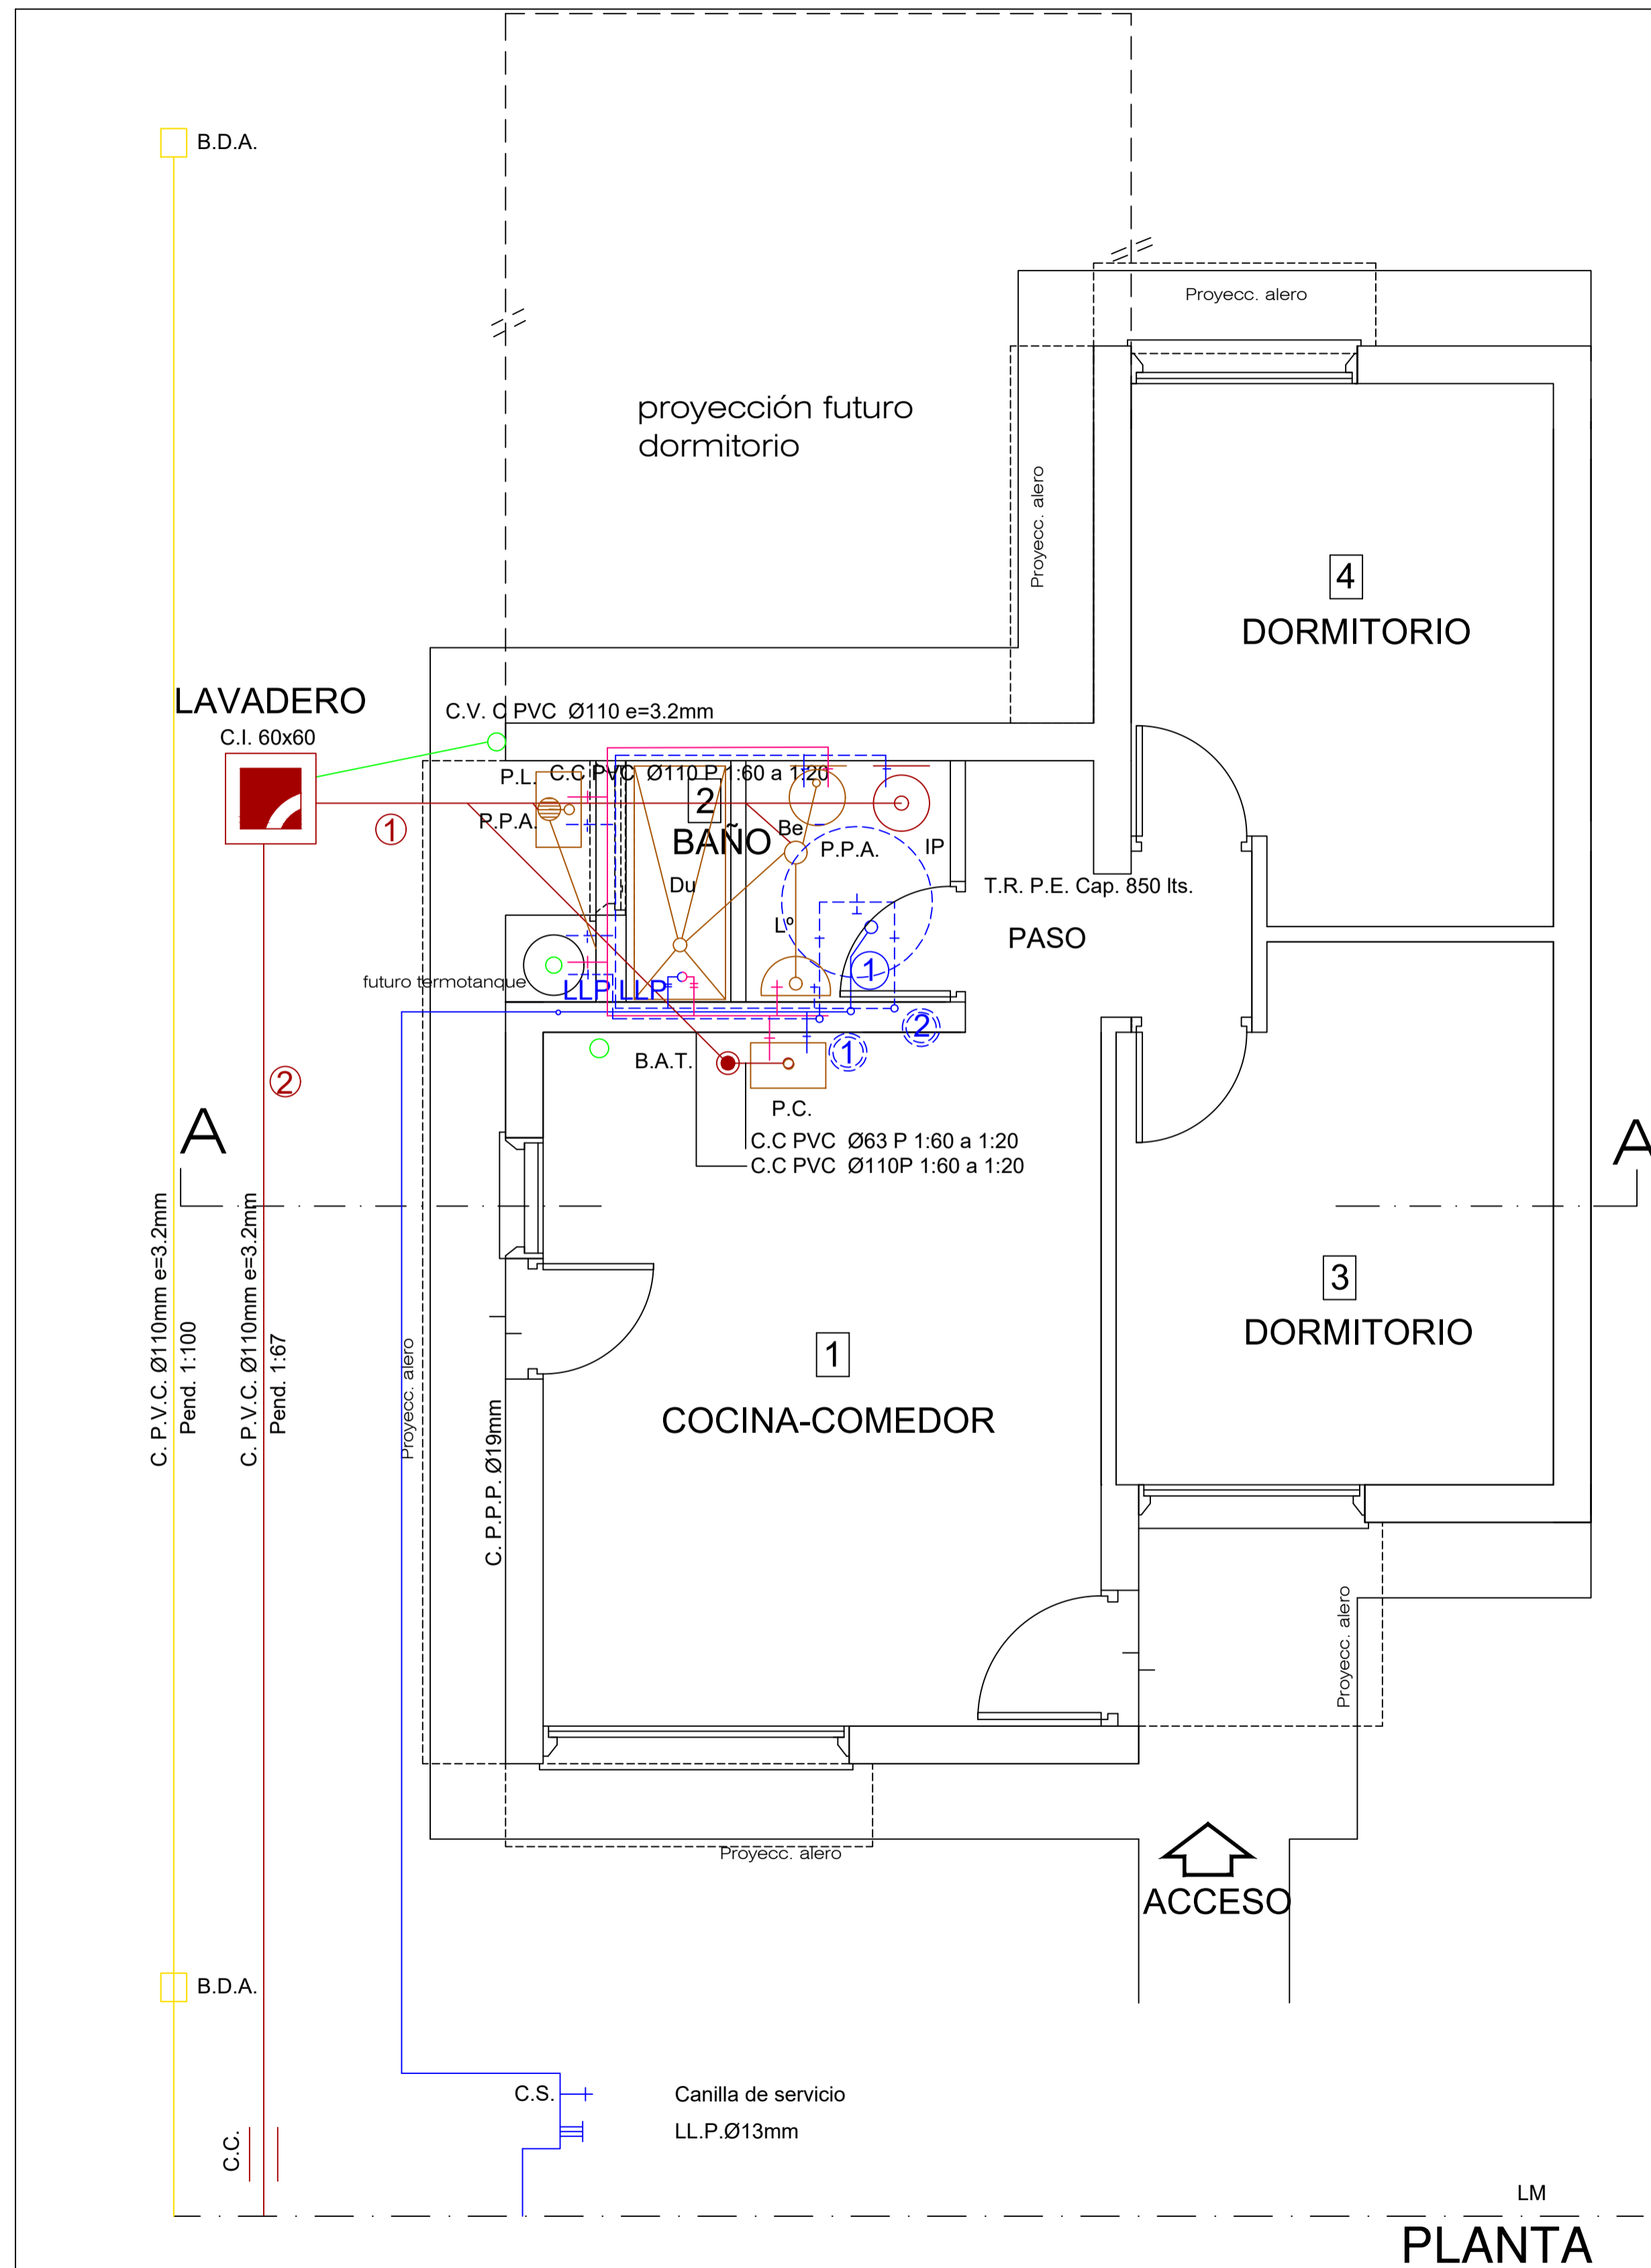 B.D.A.
Proyecc. alero
proyección futuro
dormitorio
Proyecc. alero
4
DORMITORIO
LAVADERO
C.I. 60x60
C.V. C PVC Ø110 e=3.2mm
P.L.
C.C PVC Ø110 P 1:60 a 1:20
2
BAÑO
P.P.A.
1
Be
P.P.A.
IP
Du
T.R. P.E. Cap. 850 lts.
Lº
PASO
1
futuro termotanque
LLP LLP
2
1
B.A.T.
2
P.C.
C.C PVC Ø63 P 1:60 a 1:20
C.C PVC Ø110P 1:60 a 1:20
A
A
C. P.V.C. Ø110mm e=3.2mm
Pend. 1:100
C. P.V.C. Ø110mm e=3.2mm
Pend. 1:67
3
DORMITORIO
Proyecc. alero
1
COCINA-COMEDOR
C. P.P.P. Ø19mm
Proyecc. alero
Proyecc. alero
ACCESO
B.D.A.
C.S.
Canilla de servicio
LL.P.Ø13mm
C.C.
LM
PLANTA